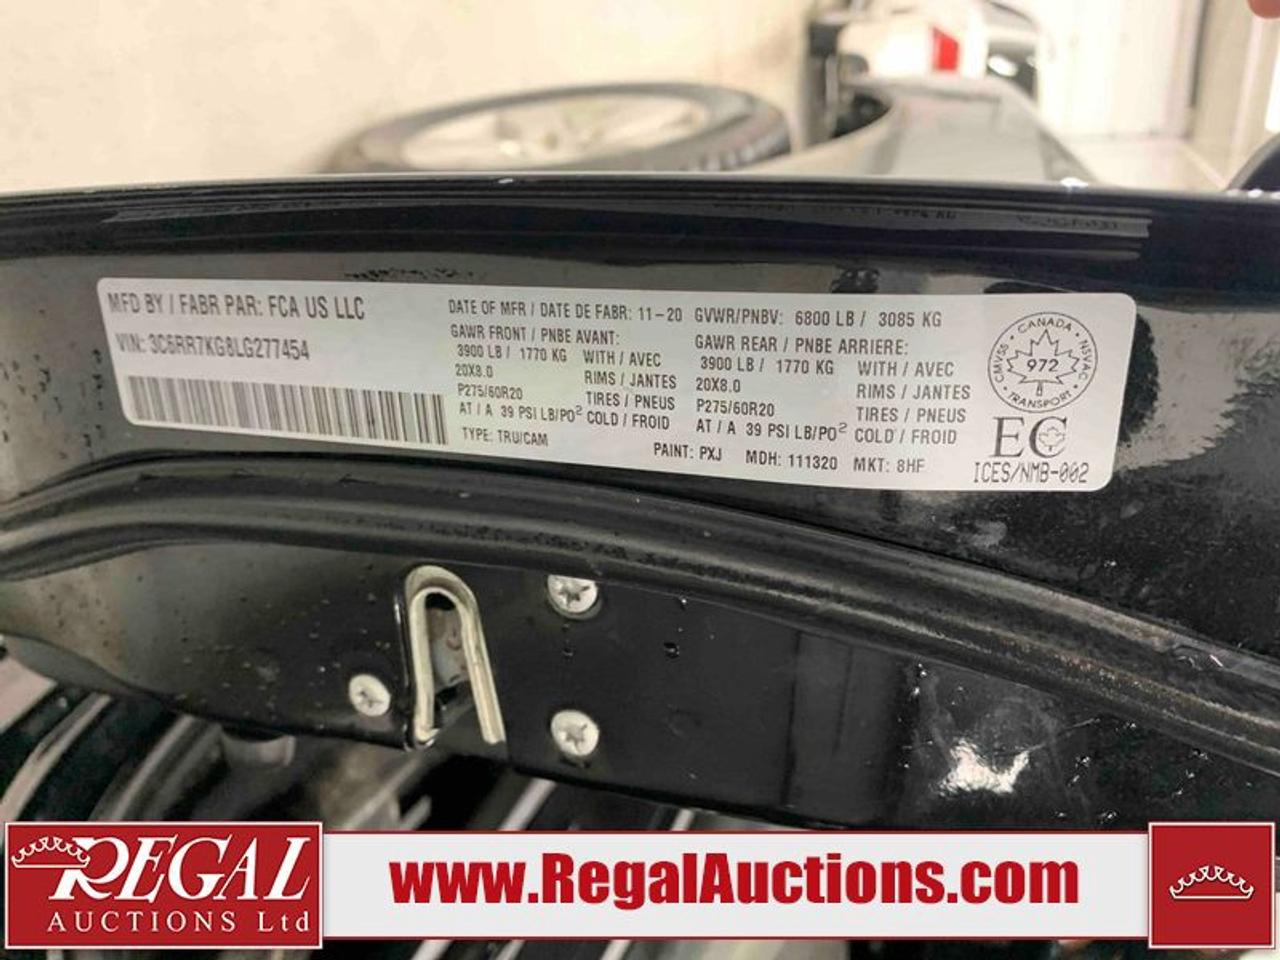 MFD BY / FABR PAR: FCA US LLC
VIN: 3C6RR7KG8LG277454
DATE OF MFR / DATE DE FABR: 11-20
GVWR/PNBV: 6800 LB / 3085 KG
GAWR FRONT / PNBE AVANT:
3900 LB / 1770 KG WITH / AVEC
20X8.0 RIMS / JANTES
P275/60R20 TIRES / PNEUS
AT / A 39 PSI LB/PO² COLD / FROID
GAWR REAR / PNBE ARRIERE:
3900 LB / 1770 KG WITH / AVEC
20X8.0 RIMS / JANTES
P275/60R20 TIRES / PNEUS
AT / A 39 PSI LB/PO² COLD / FROID
TYPE: TRU/CAM
PAINT: PXJ MDH: 111320 MKT: 8HF
CANADA
CMVSS
NSVAC
972
TRANSPORT
EC
ICES/NMB-002
REGAL
AUCTIONS Ltd
www.RegalAuctions.com